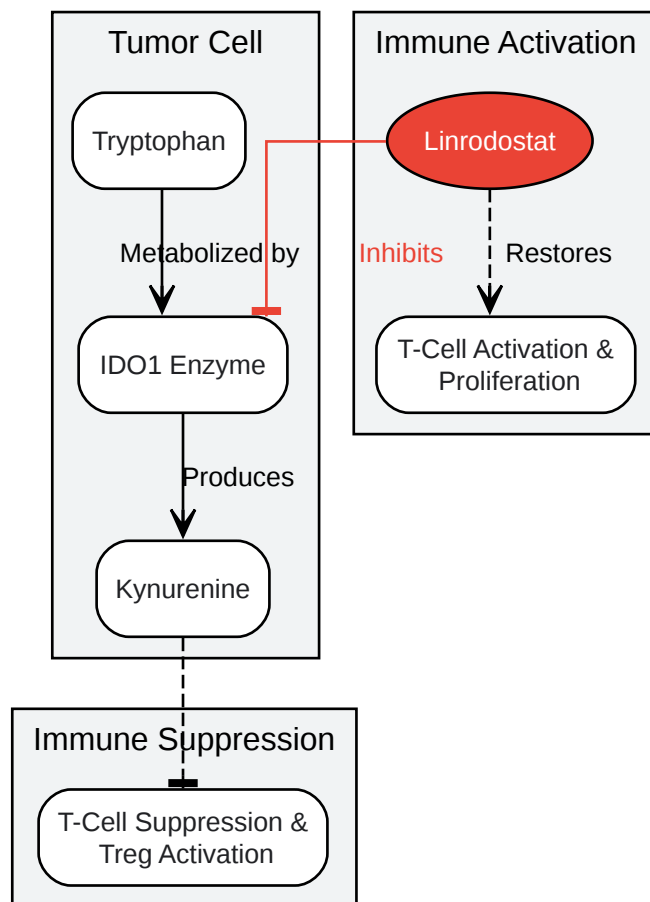 Tumor Cell
Tryptophan
Metabolized by
IDO1 Enzyme
Produces
Kynurenine
Immune Activation
Linrodostat
Inhibits
Restores
T-Cell Activation &
Proliferation
Immune Suppression
T-Cell Suppression &
Treg Activation